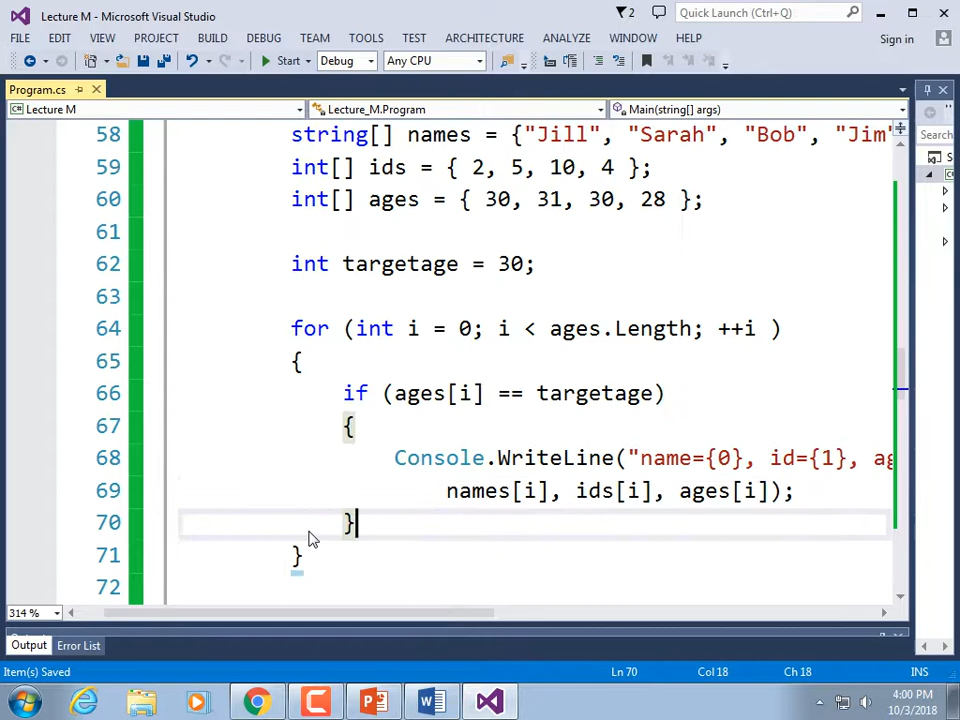 Lecture M - Microsoft Visual Studio
2
Quick Launch (Ctrl+Q)
FILE EDIT VIEW PROJECT BUILD DEBUG TEAM TOOLS TEST ARCHITECTURE ANALYZE WINDOW HELP
Sign in
Start Debug Any CPU
Program.cs
Lecture M Lecture_M.Program Main(string[] args)
Search
58 string[] names = {"Jill", "Sarah", "Bob", "Jim"
59 int[] ids = { 2, 5, 10, 4 };
60 int[] ages = { 30, 31, 30, 28 };
61
62 int targetage = 30;
63
64 for (int i = 0; i < ages.Length; ++i )
65 {
66 if (ages[i] == targetage)
67 {
68 Console.WriteLine("name={0}, id={1}, ag
69 names[i], ids[i], ages[i]);
70 }
71 }
72
314 %
Output Error List
Item(s) Saved Ln 70 Col 18 Ch 18 INS
4:00 PM
10/3/2018